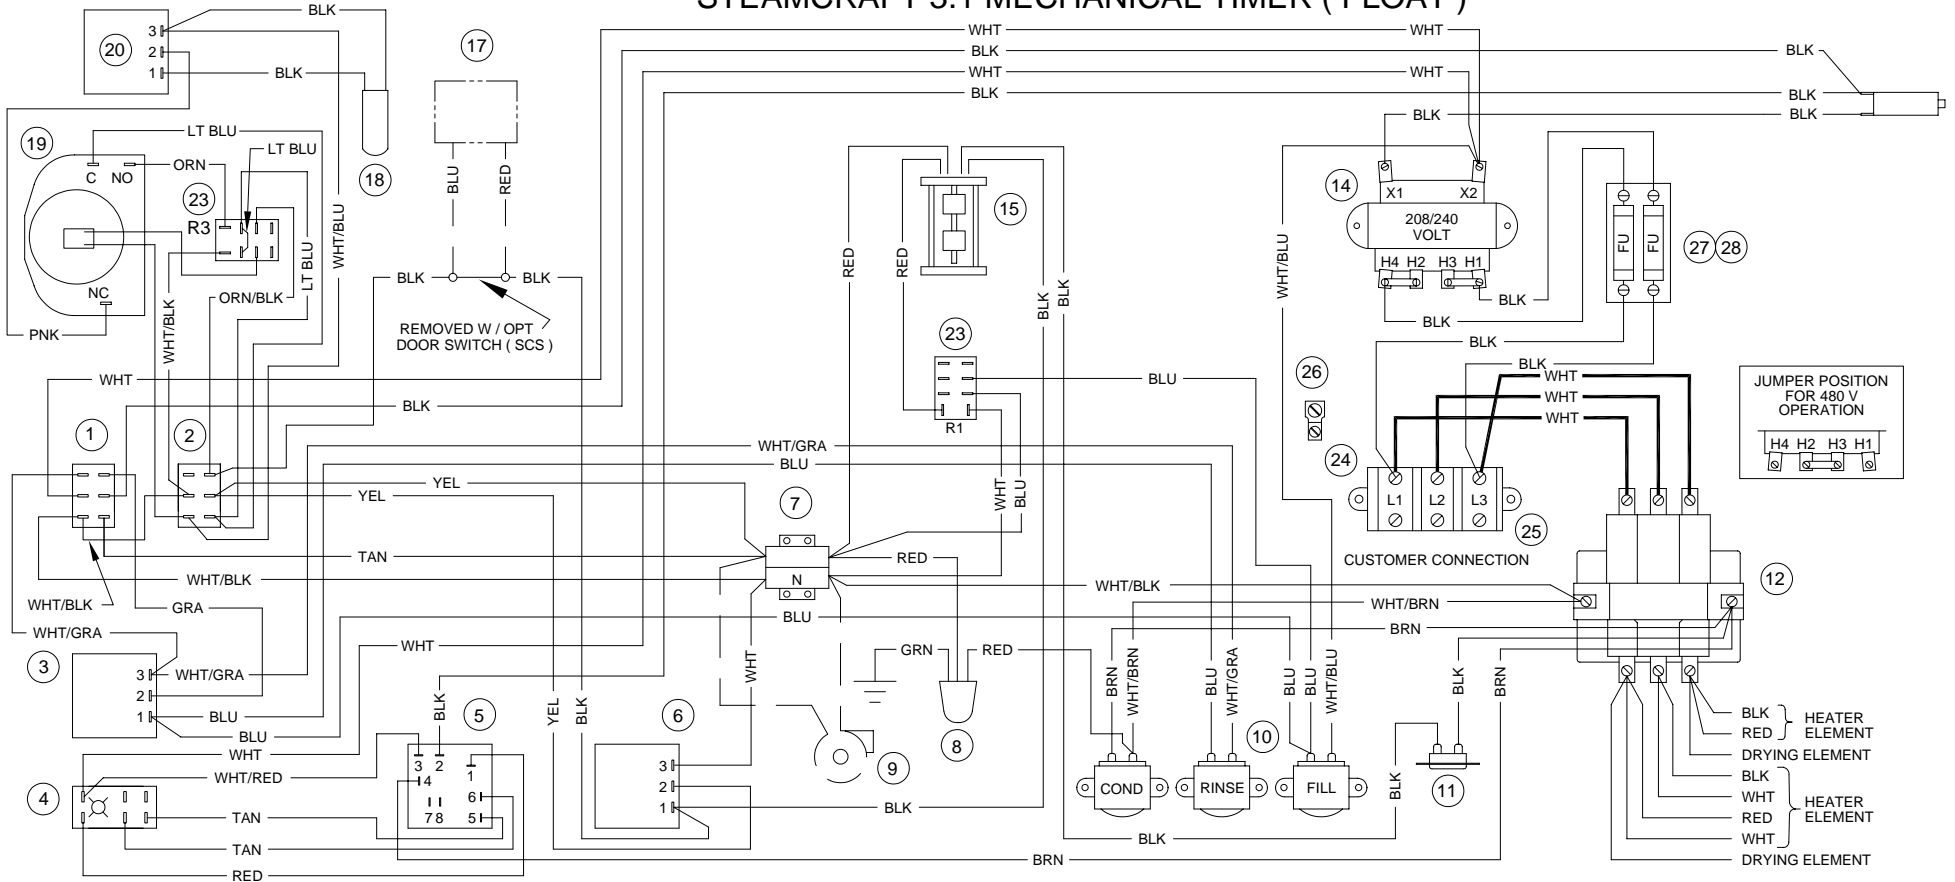 STEAMCRAFT 3.1 MECHANICAL TIMER ( FLOAT )
BLK
3
20
2
1
BLK
17
WHT
WHT
BLK
BLK
WHT
WHT
BLK
BLK
BLK
BLK
19
LT BLU
LT BLU
ORN
C
NO
18
23
R3
BLU
RED
WHT/BLU
LT BLU
NC
ORN/BLK
PNK
WHT/BLK
BLK
BLK
REMOVED W / OPT
DOOR SWITCH ( SCS )
15
RED
RED
BLK
BLK
14
X1
X2
208/240
VOLT
H4
H2
H3
H1
WHT/BLU
FU
FU
27
28
BLK
BLK
BLK
BLK
23
R1
BLU
26
WHT
WHT
WHT
JUMPER POSITION
FOR 480 V
OPERATION
H4
H2
H3
H1
WHT
BLK
1
2
WHT/GRA
BLU
YEL
YEL
7
WHT
BLU
24
L1
L2
L3
25
CUSTOMER CONNECTION
TAN
RED
N
WHT/BLK
WHT/BLK
WHT/BLK
GRA
12
WHT/BRN
BRN
BLU
WHT/GRA
WHT
3
3
WHT/GRA
2
1
BLU
BLU
WHT
GRN
RED
BRN
WHT/BRN
BLU
WHT/GRA
BLU
BLU
WHT/BLU
BLK
BRN
BLK
5
YEL
BLK
6
WHT
8
9
10
11
WHT
WHT/RED
4
3
2
1
4
6
7
8
5
3
2
1
BLK
COND
RINSE
FILL
BLK
TAN
TAN
RED
BLK
BRN
BLK
RED
HEATER
ELEMENT
DRYING ELEMENT
BLK
WHT
RED
WHT
HEATER
ELEMENT
DRYING ELEMENT